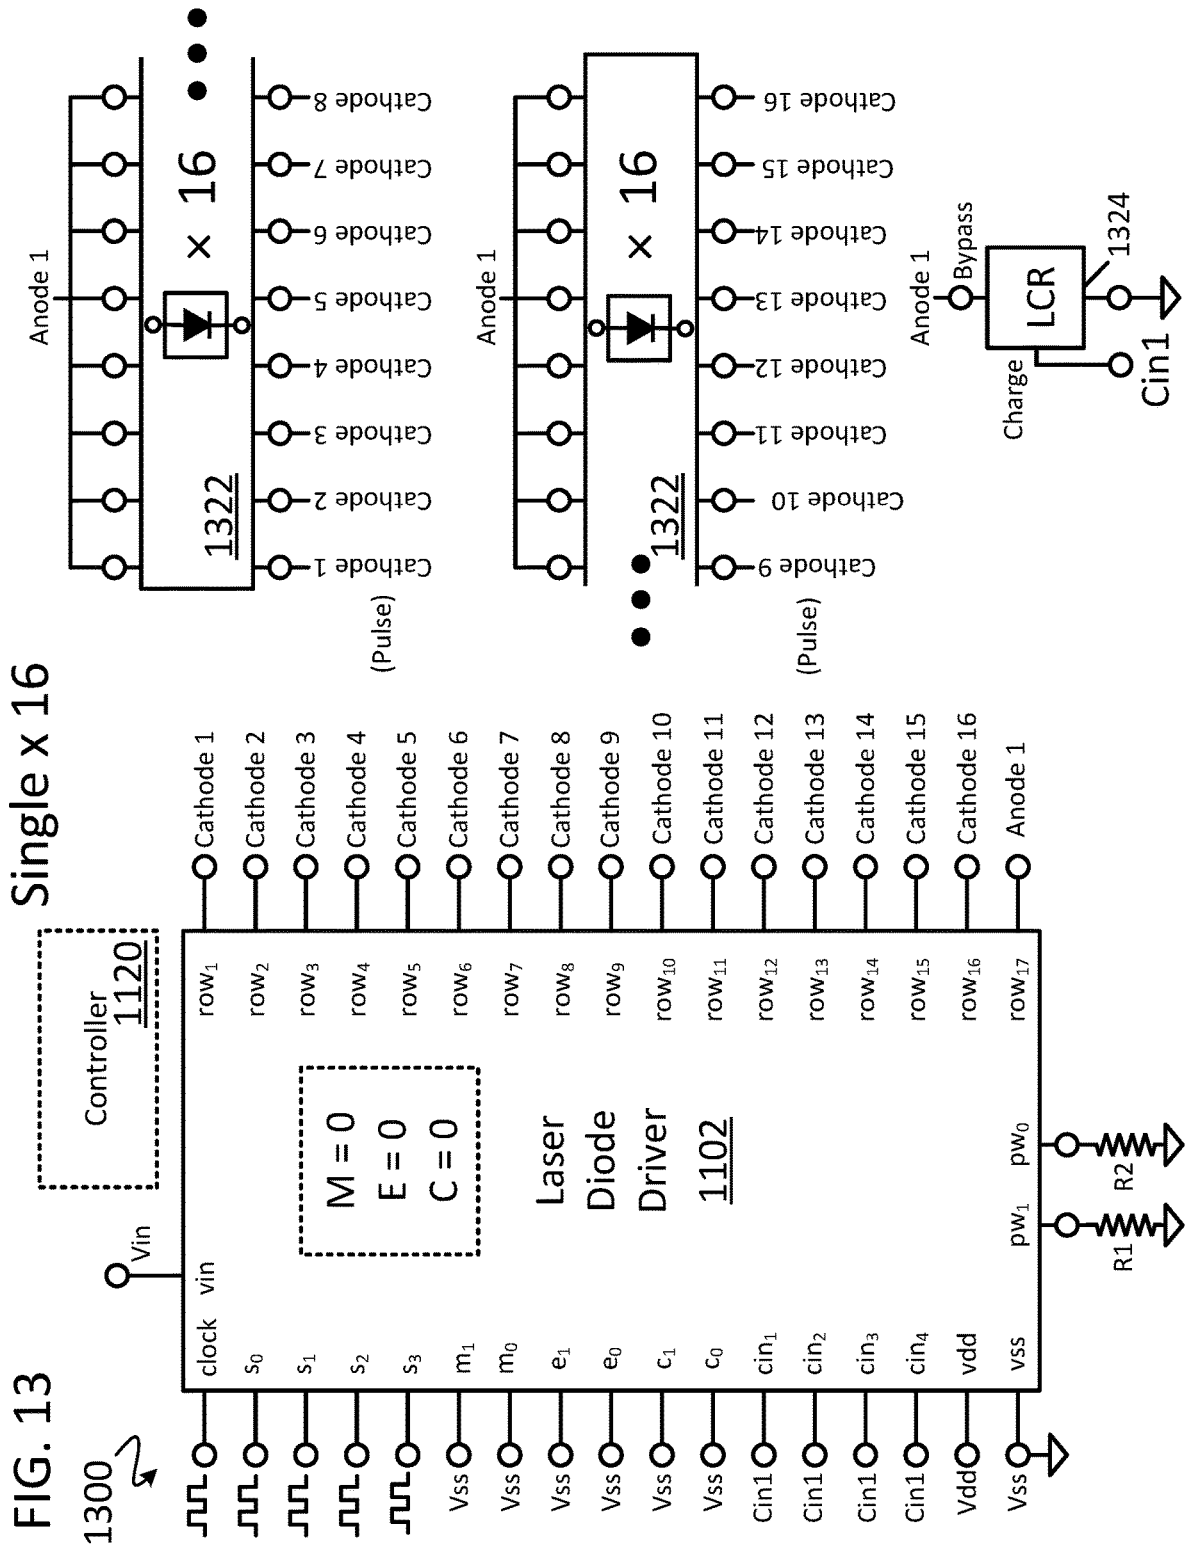 FIG. 13
Single x 16
1300
Controller
1120
Vin
vin
clock
s0
s1
s2
s3
m1
m0
e1
e0
c1
c0
cin1
cin2
cin3
cin4
vdd
vss
Vss
Vss
Vss
Vss
Vss
Vss
Cin1
Cin1
Cin1
Cin1
Vdd
Vss
M = 0
E = 0
C = 0
Laser
Diode
Driver
1102
pw1
pw0
R1
R2
row1
row2
row3
row4
row5
row6
row7
row8
row9
row10
row11
row12
row13
row14
row15
row16
row17
Cathode 1
Cathode 2
Cathode 3
Cathode 4
Cathode 5
Cathode 6
Cathode 7
Cathode 8
Cathode 9
Cathode 10
Cathode 11
Cathode 12
Cathode 13
Cathode 14
Cathode 15
Cathode 16
Anode 1
Anode 1
1322
× 16
Cathode 1
Cathode 2
Cathode 3
Cathode 4
Cathode 5
Cathode 6
Cathode 7
Cathode 8
(Pulse)
Anode 1
1322
× 16
Cathode 9
Cathode 10
Cathode 11
Cathode 12
Cathode 13
Cathode 14
Cathode 15
Cathode 16
(Pulse)
Anode 1
Bypass
Charge
LCR
1324
Cin1